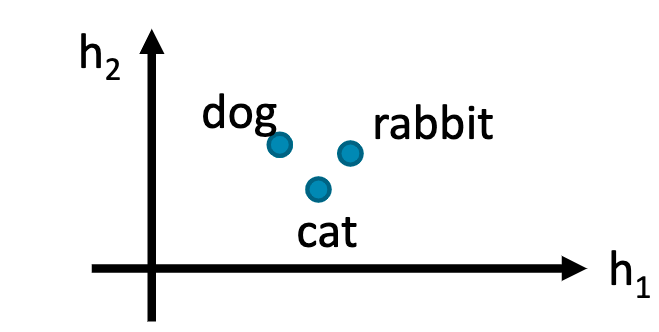 h₂
dog
rabbit
cat
h₁